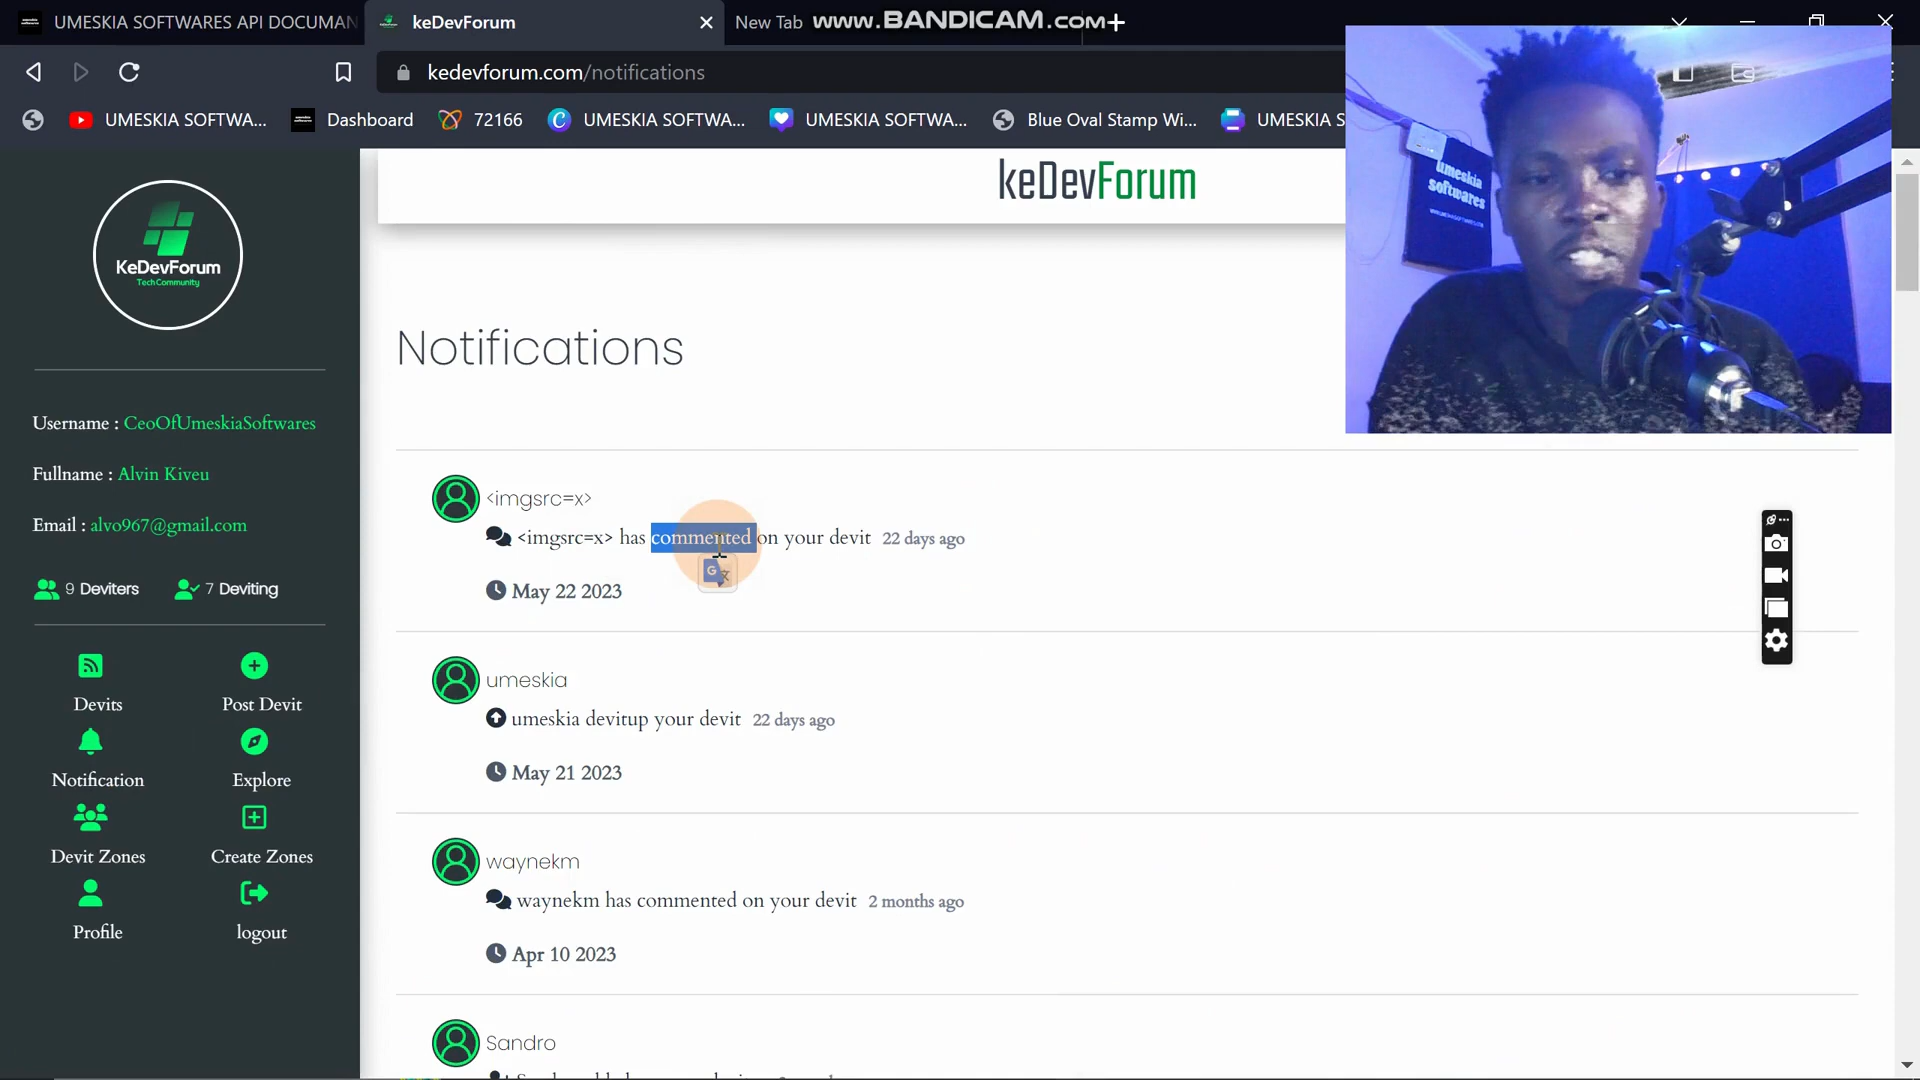 UMESKIA SOFTWARES API DOCUMAN
keDevForum
New Tab
www.BANDICAM.com
kedevforum.com/notifications
UMESKIA SOFTWA...
Dashboard
72166
UMESKIA SOFTWA...
UMESKIA SOFTWA...
Blue Oval Stamp Wi...
UMESKIA S
umeskia
softwares
KeDevForum
Tech Community
keDevForum
Notifications
Username : CeoOfUmeskiaSoftwares
Fullname : Alvin Kiveu
Email : alvo967@gmail.com
9 Deviters
7 Deviting
Devits
Post Devit
Notification
Explore
Devit Zones
Create Zones
Profile
logout
<imgsrc=x>
<imgsrc=x> has commented on your devit 22 days ago
May 22 2023
umeskia
umeskia devitup your devit 22 days ago
May 21 2023
waynekm
waynekm has commented on your devit 2 months ago
Apr 10 2023
Sandro